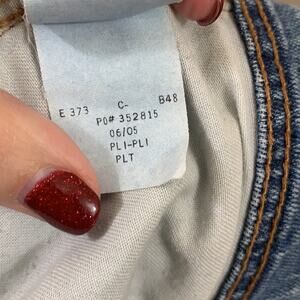 E 373 C- B48
PO# 352815
06/05
PLI-PLI
PLT